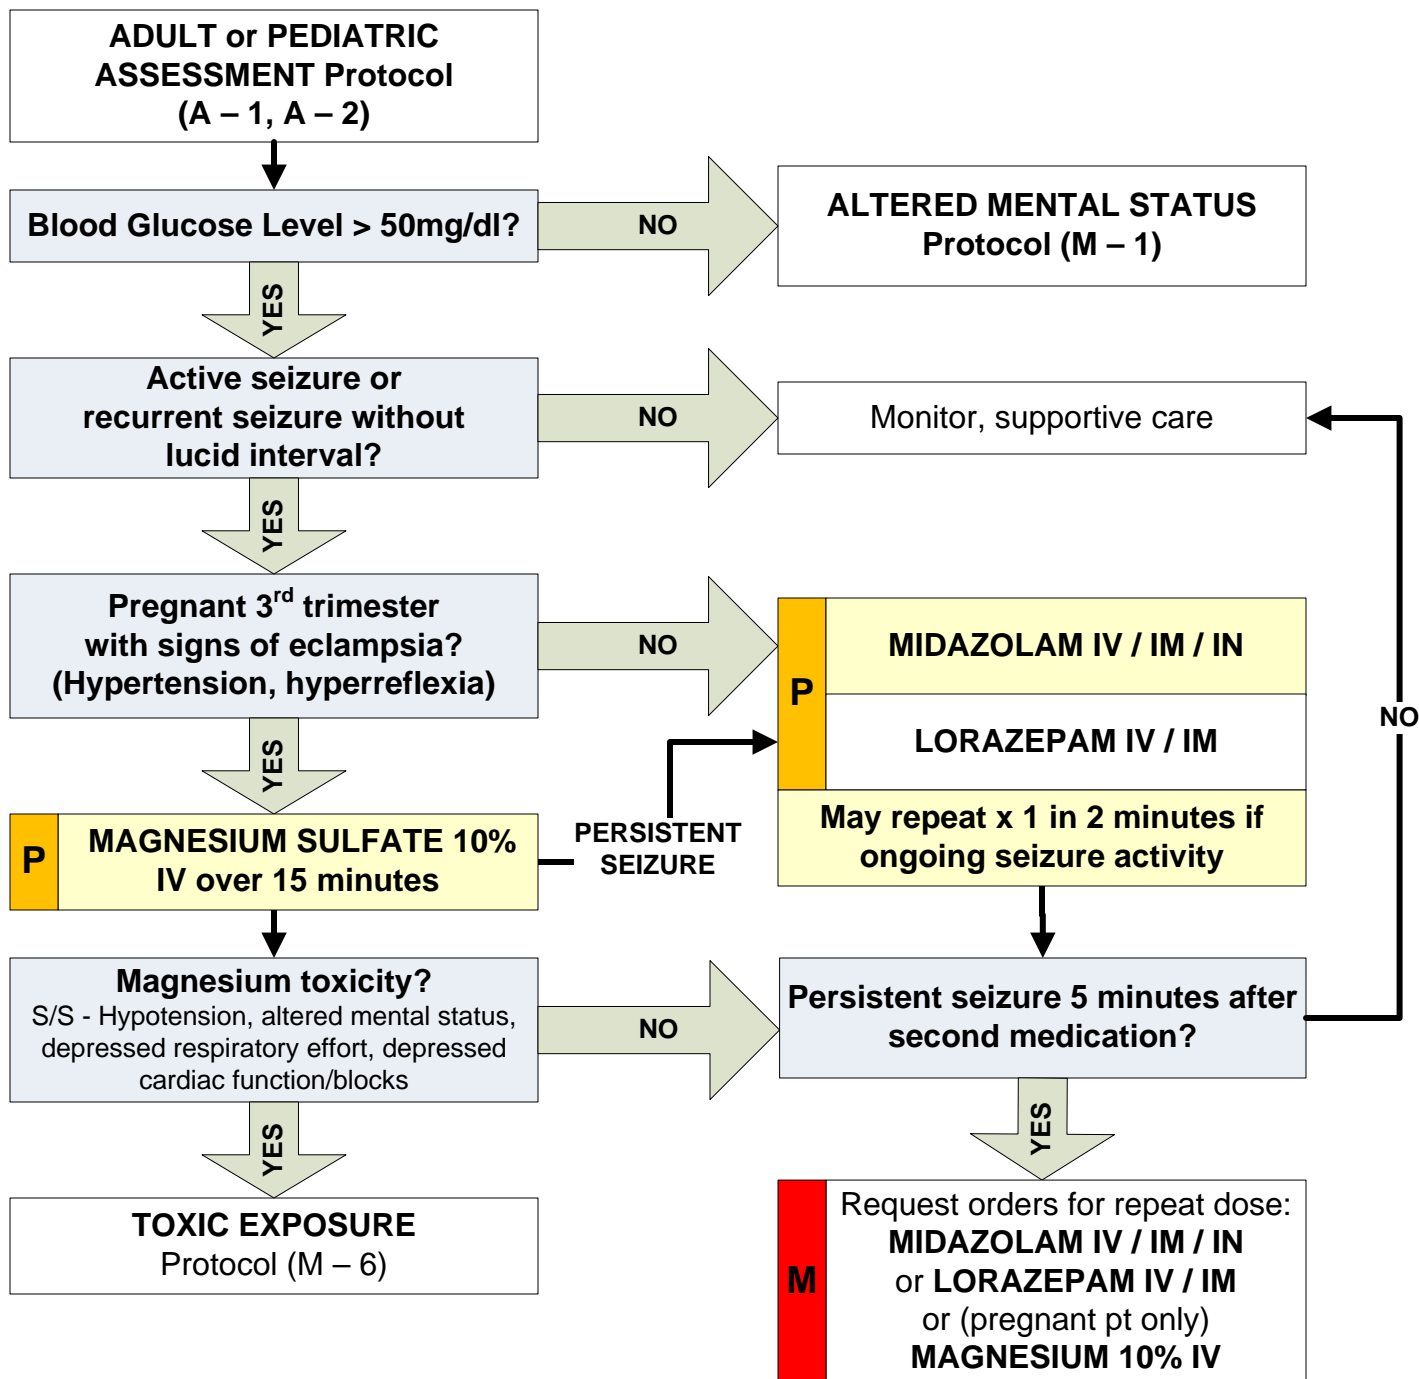 ADULT or PEDIATRIC
ASSESSMENT Protocol
(A – 1, A – 2)
Blood Glucose Level > 50mg/dl?
NO
ALTERED MENTAL STATUS
Protocol (M – 1)
YES
Active seizure or
recurrent seizure without
lucid interval?
NO
Monitor, supportive care
YES
Pregnant 3rd trimester
with signs of eclampsia?
(Hypertension, hyperreflexia)
NO
P
MIDAZOLAM IV / IM / IN
LORAZEPAM IV / IM
May repeat x 1 in 2 minutes if
ongoing seizure activity
NO
YES
P
MAGNESIUM SULFATE 10%
IV over 15 minutes
PERSISTENT
SEIZURE
Magnesium toxicity?
S/S - Hypotension, altered mental status,
depressed respiratory effort, depressed
cardiac function/blocks
NO
Persistent seizure 5 minutes after
second medication?
YES
YES
TOXIC EXPOSURE
Protocol (M – 6)
M
Request orders for repeat dose:
MIDAZOLAM IV / IM / IN
or LORAZEPAM IV / IM
or (pregnant pt only)
MAGNESIUM 10% IV